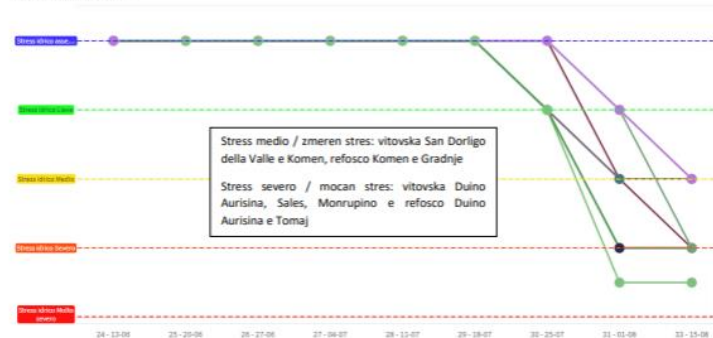 Stress idrico asse...
Stress idrico Lieve
Stress medio / zmeren stres: vitovska San Dorligo
della Valle e Komen, refosco Komen e Gradnje
Stress severo / mocan stres: vitovska Duino
Aurisina, Sales, Monrupino e refosco Duino
Aurisina e Tomaj
Stress idrico Medio
Stress idrico Severo
Stress idrico Molto
severo
24 - 13-06
25 - 20-06
26 - 27-06
27 - 04-07
28 - 11-07
29 - 18-07
30 - 25-07
31 - 01-08
33 - 15-08